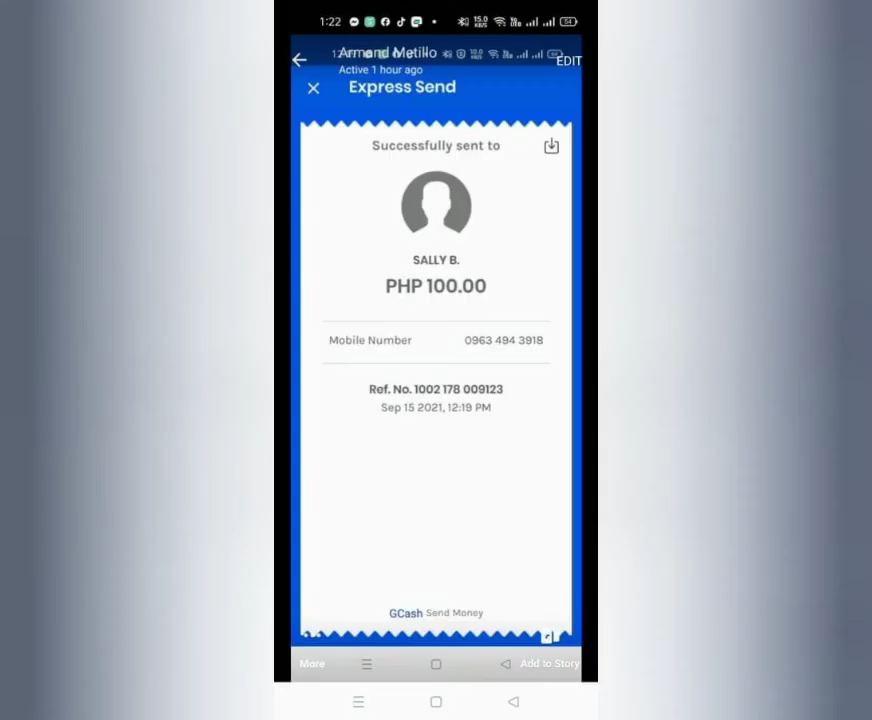 1:22
Armand Metillo
EDIT
Active 1 hour ago
Express Send
Successfully sent to
SALLY B.
PHP 100.00
Mobile Number 0963 494 3918
Ref. No. 1002 178 009123
Sep 15 2021, 12:19 PM
GCash Send Money
More
Add to Story